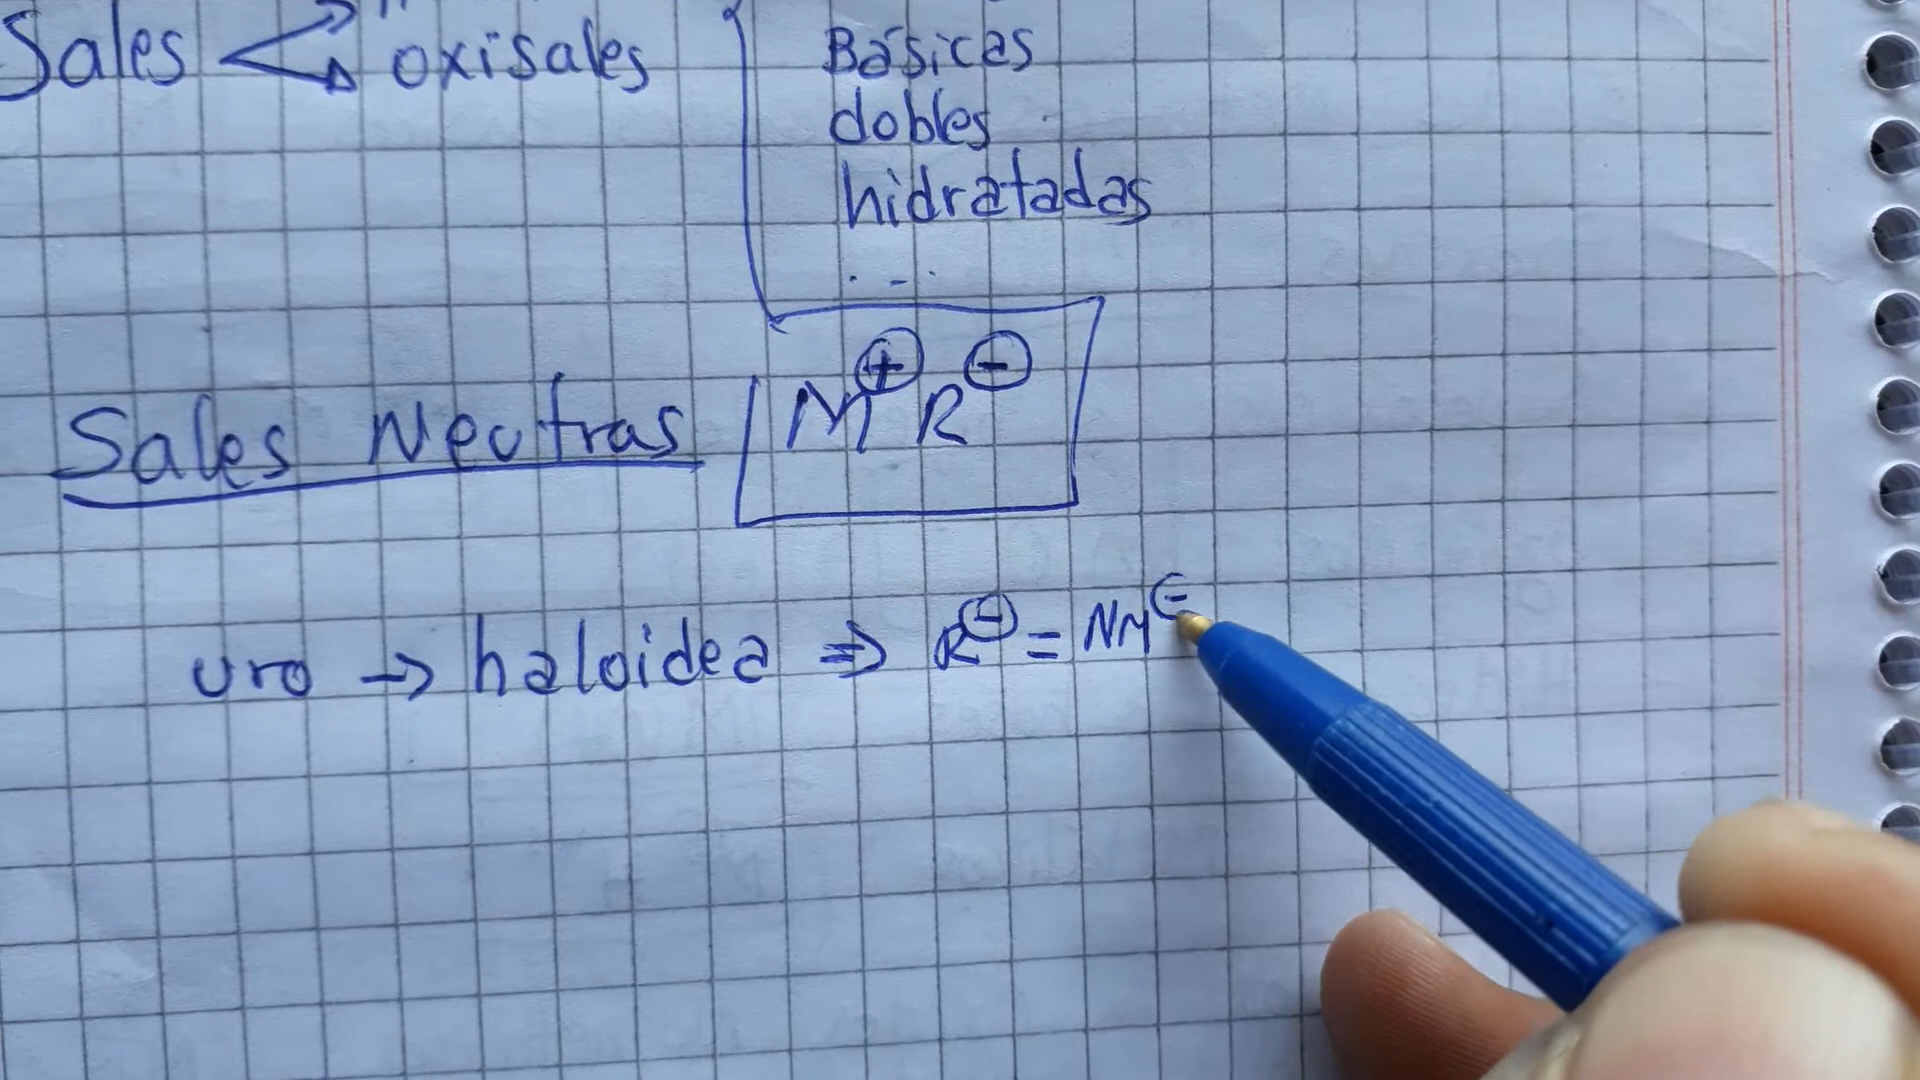 Sales oxisales
Básicas
dobles
hidratadas
...
Sales Neutras M⊕ R⊖
uro → haloidea ⇒ R⊖ = NM⊖